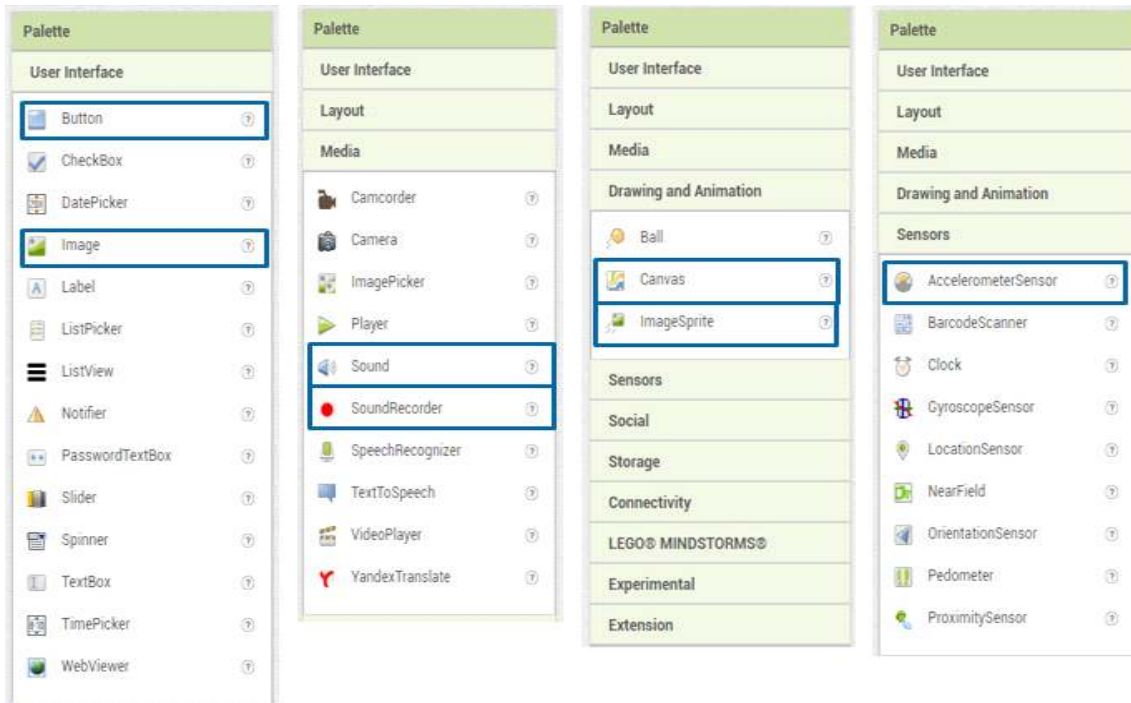 Palette
User Interface
Button
CheckBox
DatePicker
Image
Label
ListPicker
ListView
Notifier
PasswordTextBox
Slider
Spinner
TextBox
TimePicker
WebViewer
Palette
User Interface
Layout
Media
Camcorder
Camera
ImagePicker
Player
Sound
SoundRecorder
SpeechRecognizer
TextToSpeech
VideoPlayer
YandexTranslate
Palette
User Interface
Layout
Media
Drawing and Animation
Ball
Canvas
ImageSprite
Sensors
Social
Storage
Connectivity
LEGO® MINDSTORMS®
Experimental
Extension
Palette
User Interface
Layout
Media
Drawing and Animation
Sensors
AccelerometerSensor
BarcodeScanner
Clock
GyroscopeSensor
LocationSensor
NearField
OrientationSensor
Pedometer
ProximitySensor